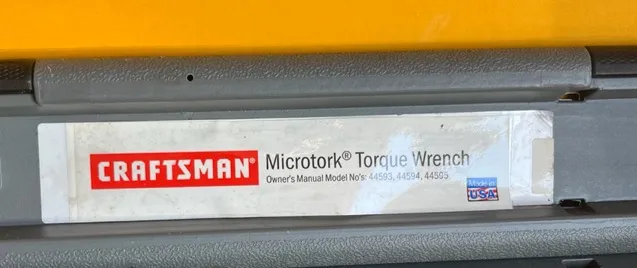 CRAFTSMAN®
Microtork® Torque Wrench
Owner's Manual Model No's: 44593, 44594, 44595
Made in
USA